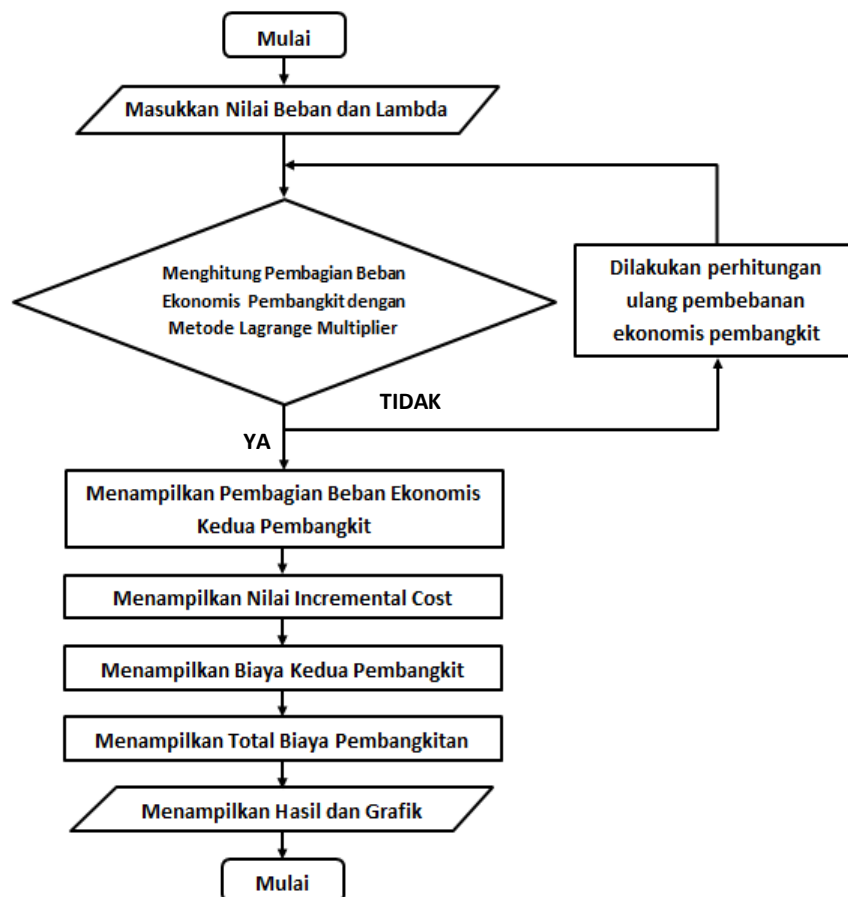 Mulai
Masukkan Nilai Beban dan Lambda
Menghitung Pembagian Beban
Ekonomis Pembangkit dengan
Metode Lagrange Multiplier
Dilakukan perhitungan
ulang pembebanan
ekonomis pembangkit
TIDAK
YA
Menampilkan Pembagian Beban Ekonomis
Kedua Pembangkit
Menampilkan Nilai Incremental Cost
Menampilkan Biaya Kedua Pembangkit
Menampilkan Total Biaya Pembangkitan
Menampilkan Hasil dan Grafik
Mulai